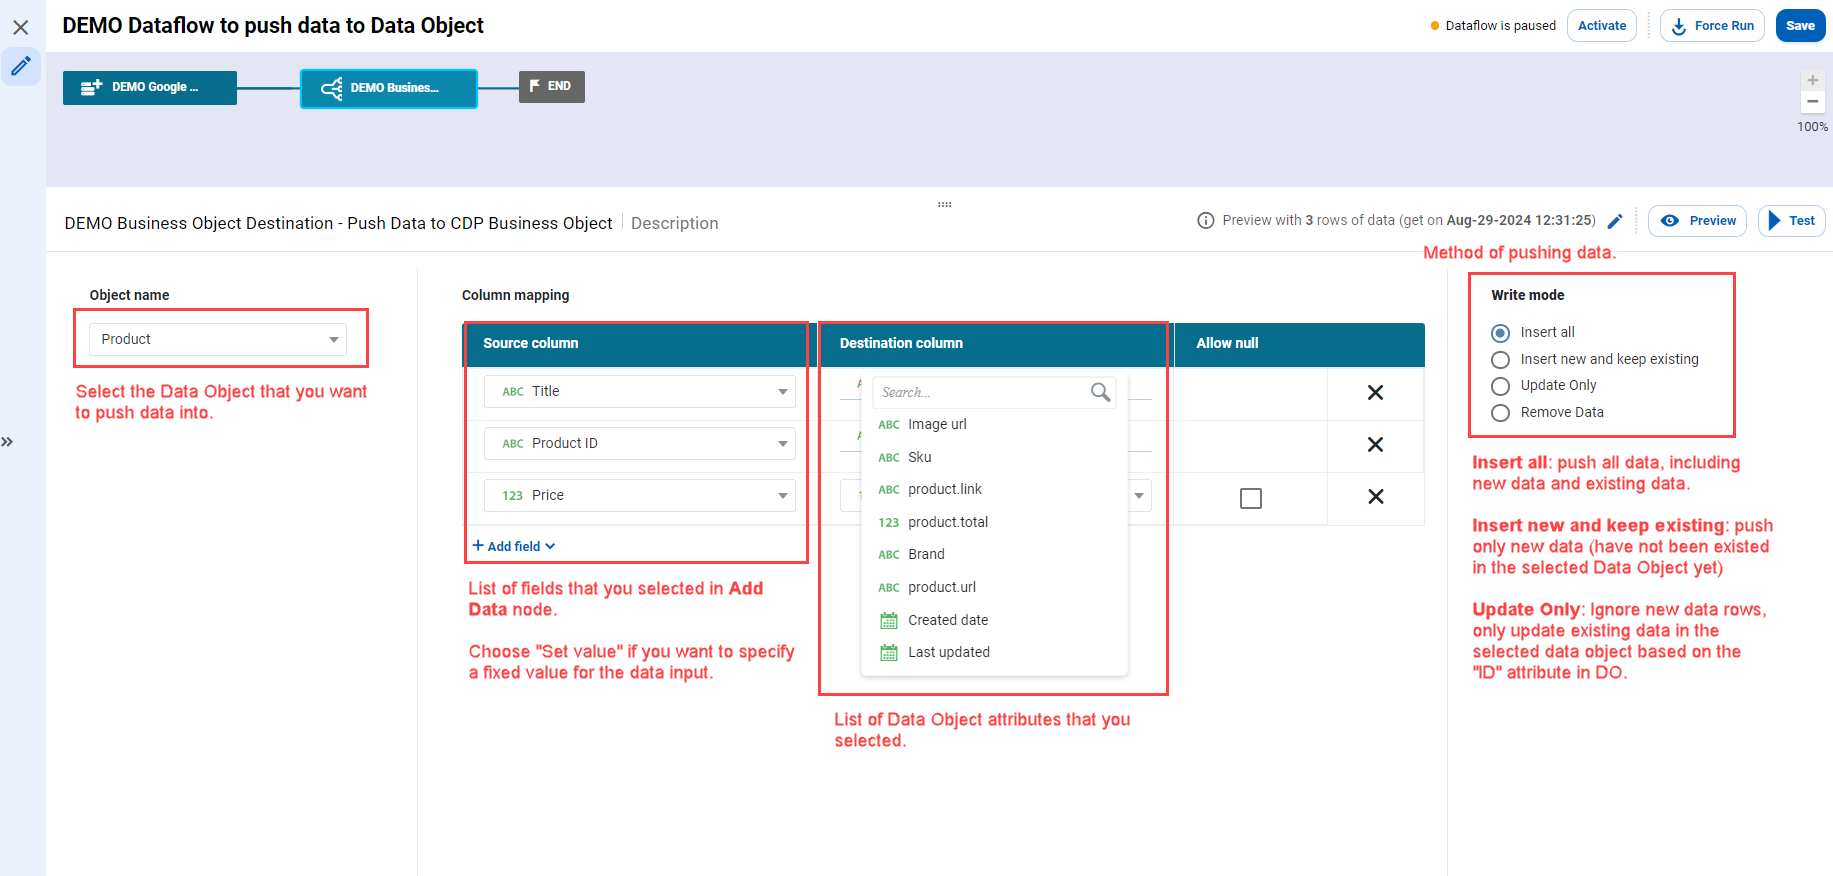 DEMO Dataflow to push data to Data Object
Dataflow is paused
Activate
Force Run
Save
DEMO Google ...
DEMO Busines...
END
100%
DEMO Business Object Destination - Push Data to CDP Business Object
Description
Preview with 3 rows of data (get on Aug-29-2024 12:31:25)
Preview
Test
Method of pushing data.
Object name
Product
Select the Data Object that you want
to push data into.
Column mapping
Source column
Destination column
Allow null
ABC Title
ABC Product ID
123 Price
+ Add field
List of fields that you selected in Add
Data node.
Choose "Set value" if you want to specify
a fixed value for the data input.
Search...
ABC Image url
ABC Sku
ABC product.link
123 product.total
ABC Brand
ABC product.url
Created date
Last updated
List of Data Object attributes that you
selected.
Write mode
Insert all
Insert new and keep existing
Update Only
Remove Data
Insert all: push all data, including
new data and existing data.
Insert new and keep existing: push
only new data (have not been existed
in the selected Data Object yet)
Update Only: Ignore new data rows,
only update existing data in the
selected data object based on the
"ID" attribute in DO.